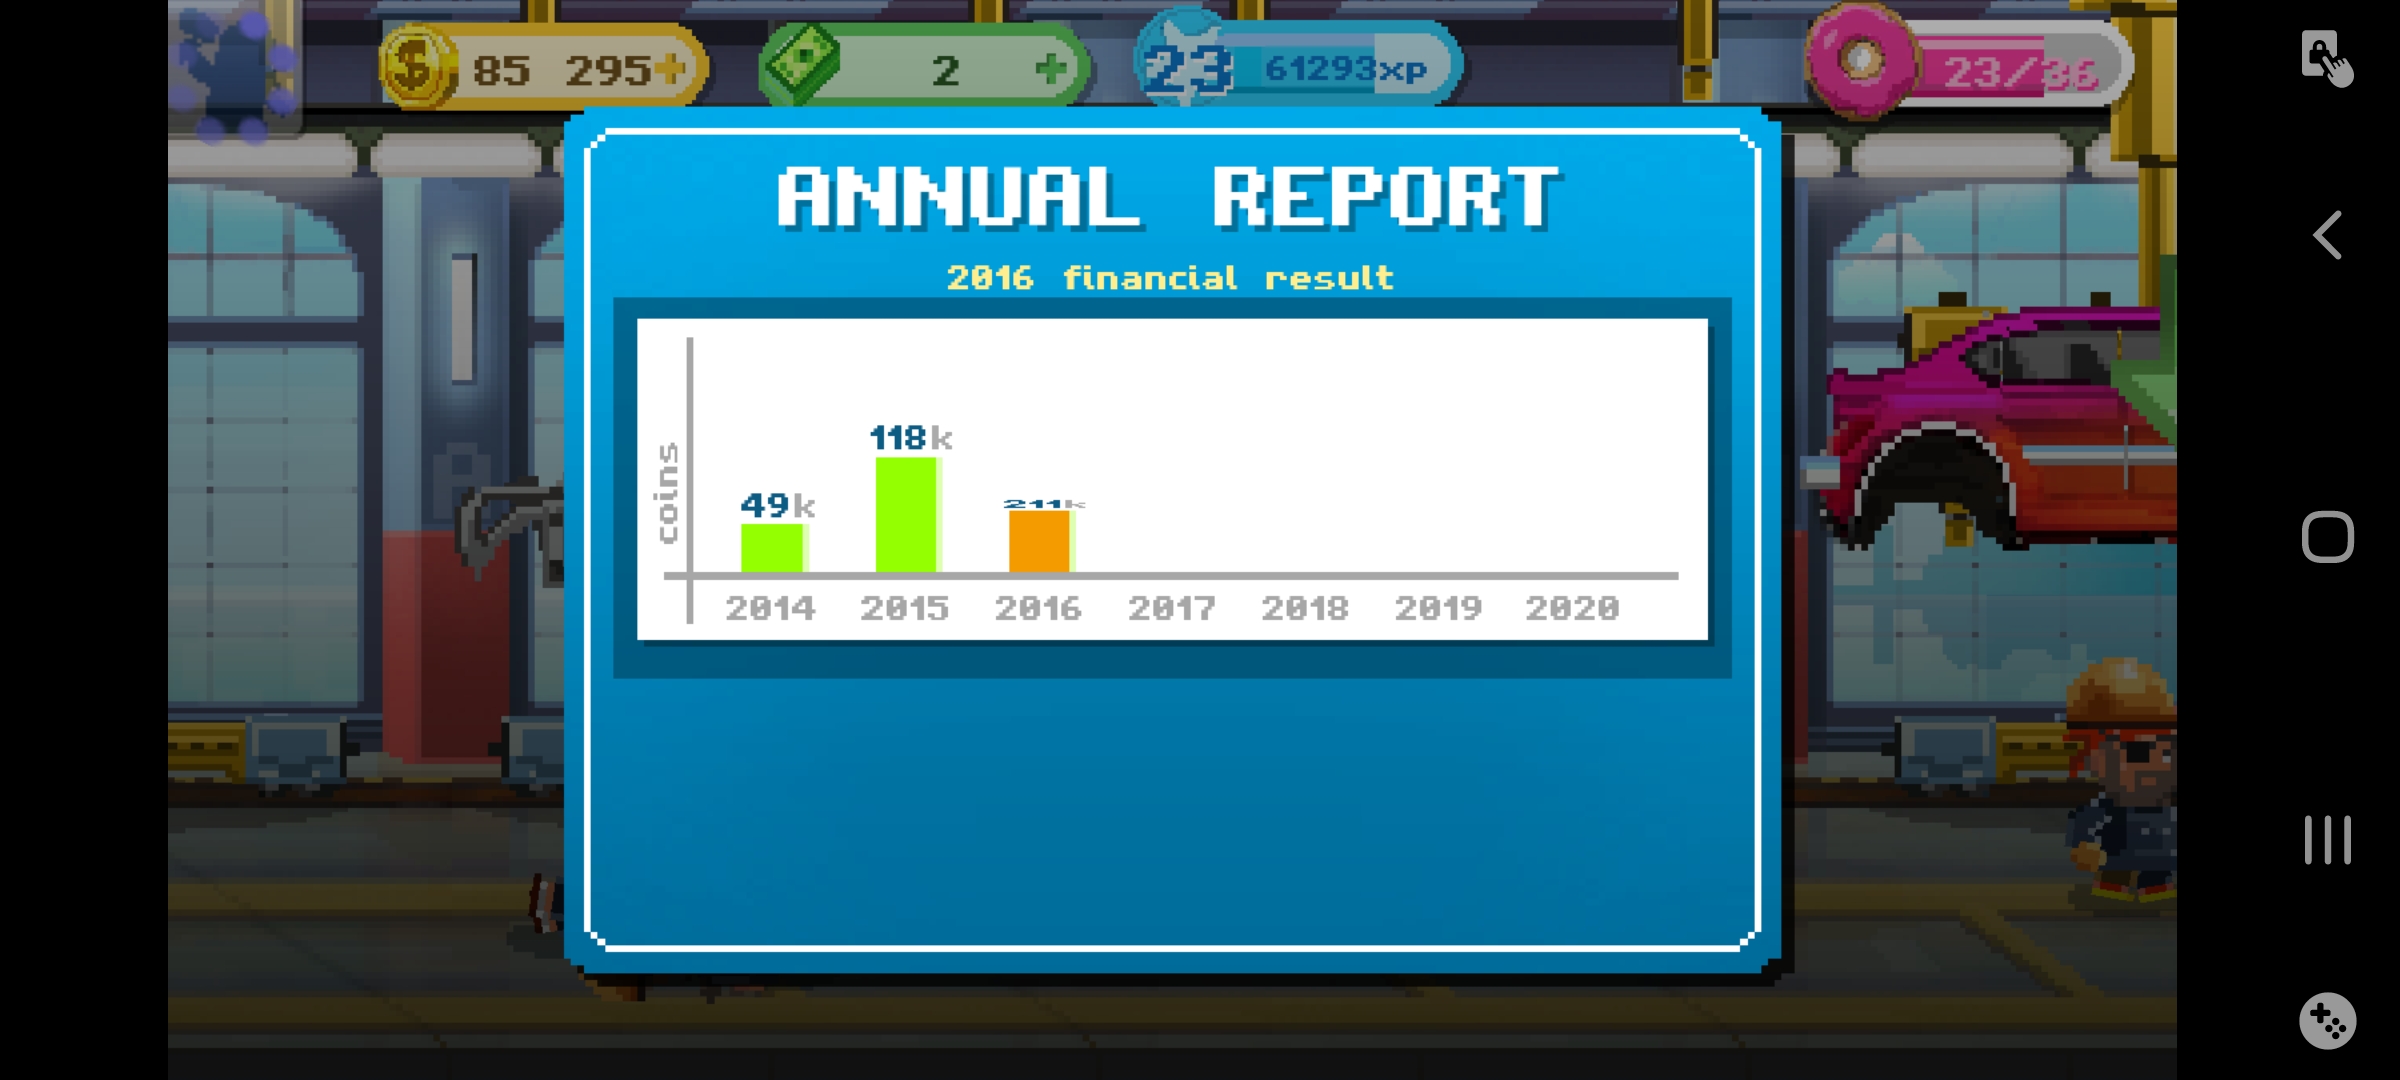 85 295+
2 +
23 61293xp
23/36
ANNUAL REPORT
2016 financial result
coins
49k
118k
211k
2014 2015 2016 2017 2018 2019 2020